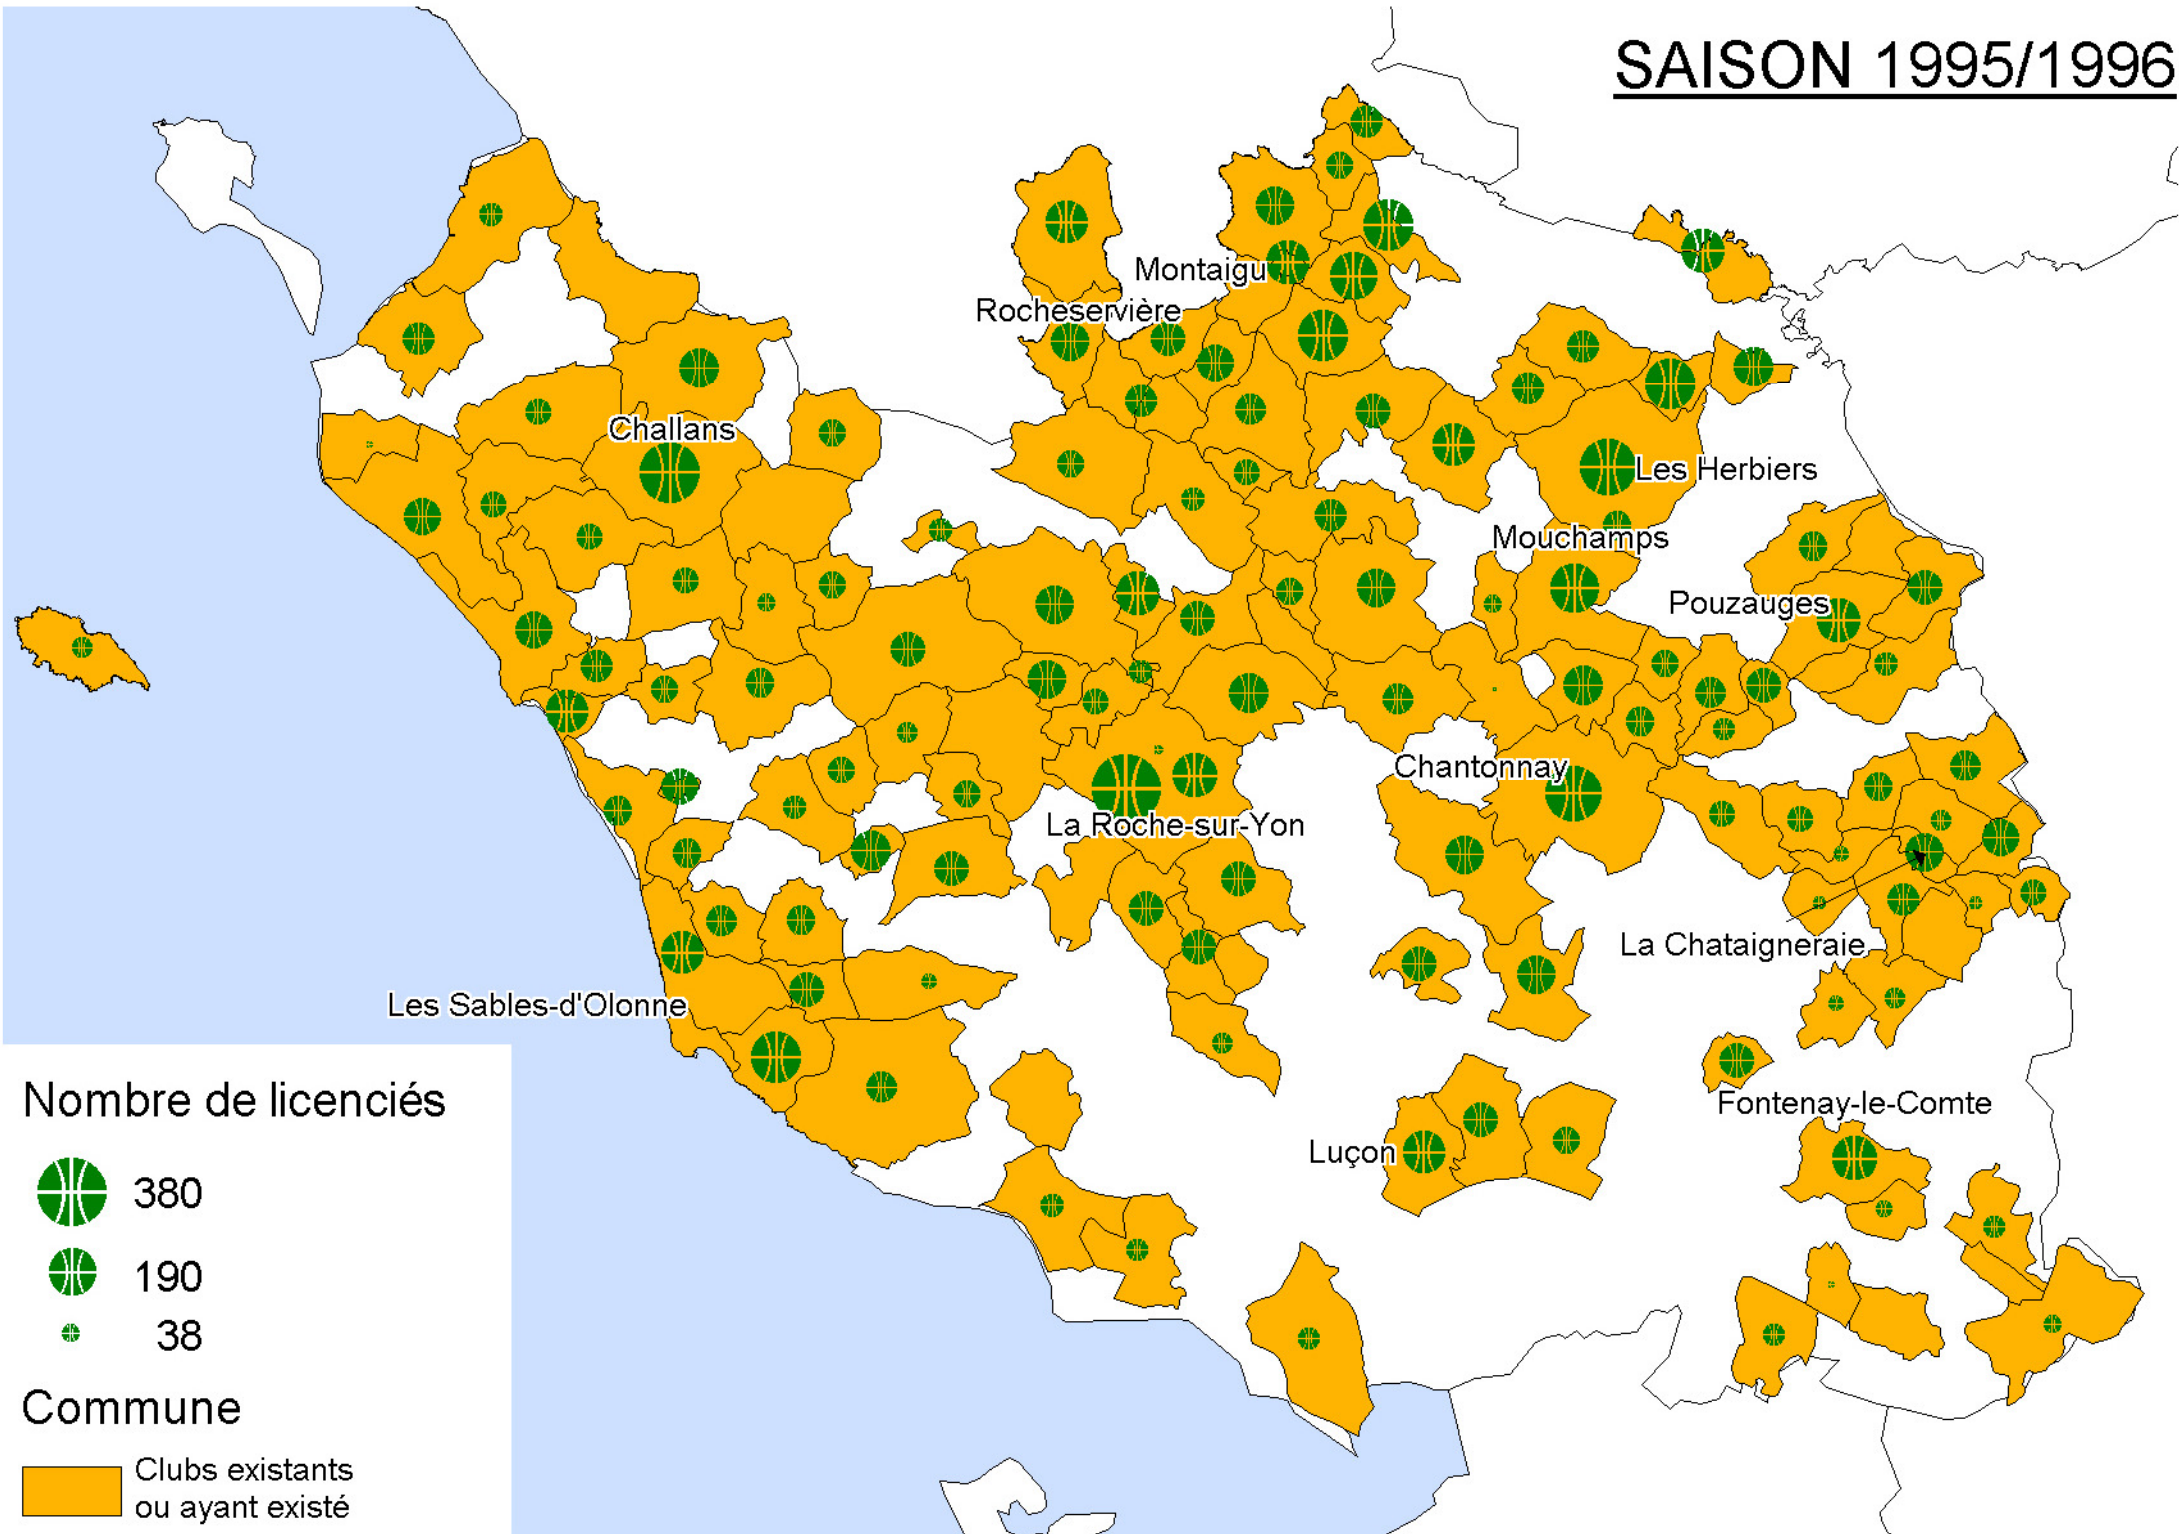 SAISON 1995/1996
Montaigu
Rocheservière
Challans
Les Herbiers
Mouchamps
Pouzauges
Chantonnay
La Roche-sur-Yon
La Chataigneraie
Les Sables-d'Olonne
Fontenay-le-Comte
Luçon
Nombre de licenciés
380
190
38
Commune
Clubs existants
ou ayant existé